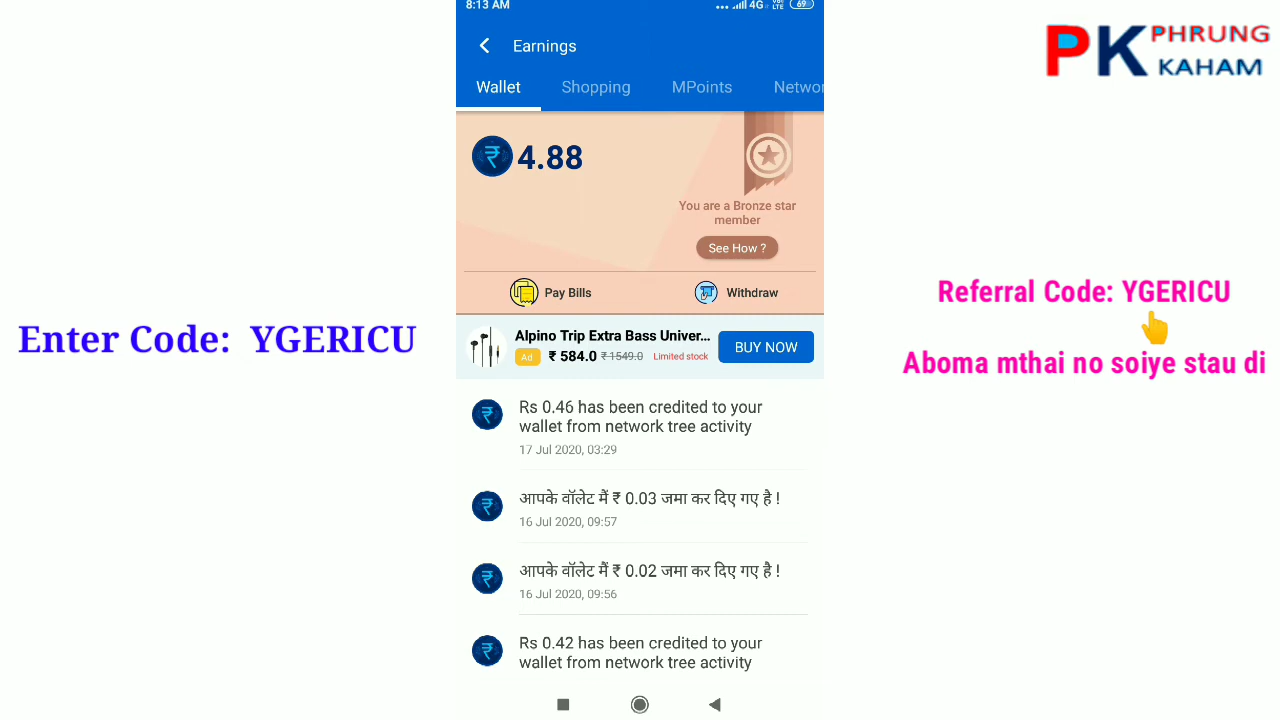 8:13 AM
4G
VoLTE
69
Earnings
Wallet
Shopping
MPoints
Networ
4.88
You are a Bronze star
member
See How ?
Pay Bills
Withdraw
Alpino Trip Extra Bass Univer...
Ad
₹ 584.0 ₹ 1549.0 Limited stock
BUY NOW
Rs 0.46 has been credited to your
wallet from network tree activity
17 Jul 2020, 03:29
आपके वॉलेट मैं ₹ 0.03 जमा कर दिए गए है !
16 Jul 2020, 09:57
आपके वॉलेट मैं ₹ 0.02 जमा कर दिए गए है !
16 Jul 2020, 09:56
Rs 0.42 has been credited to your
wallet from network tree activity
Enter Code: YGERICU
PK PHRUNG
KAHAM
Referral Code: YGERICU
Aboma mthai no soiye stau di